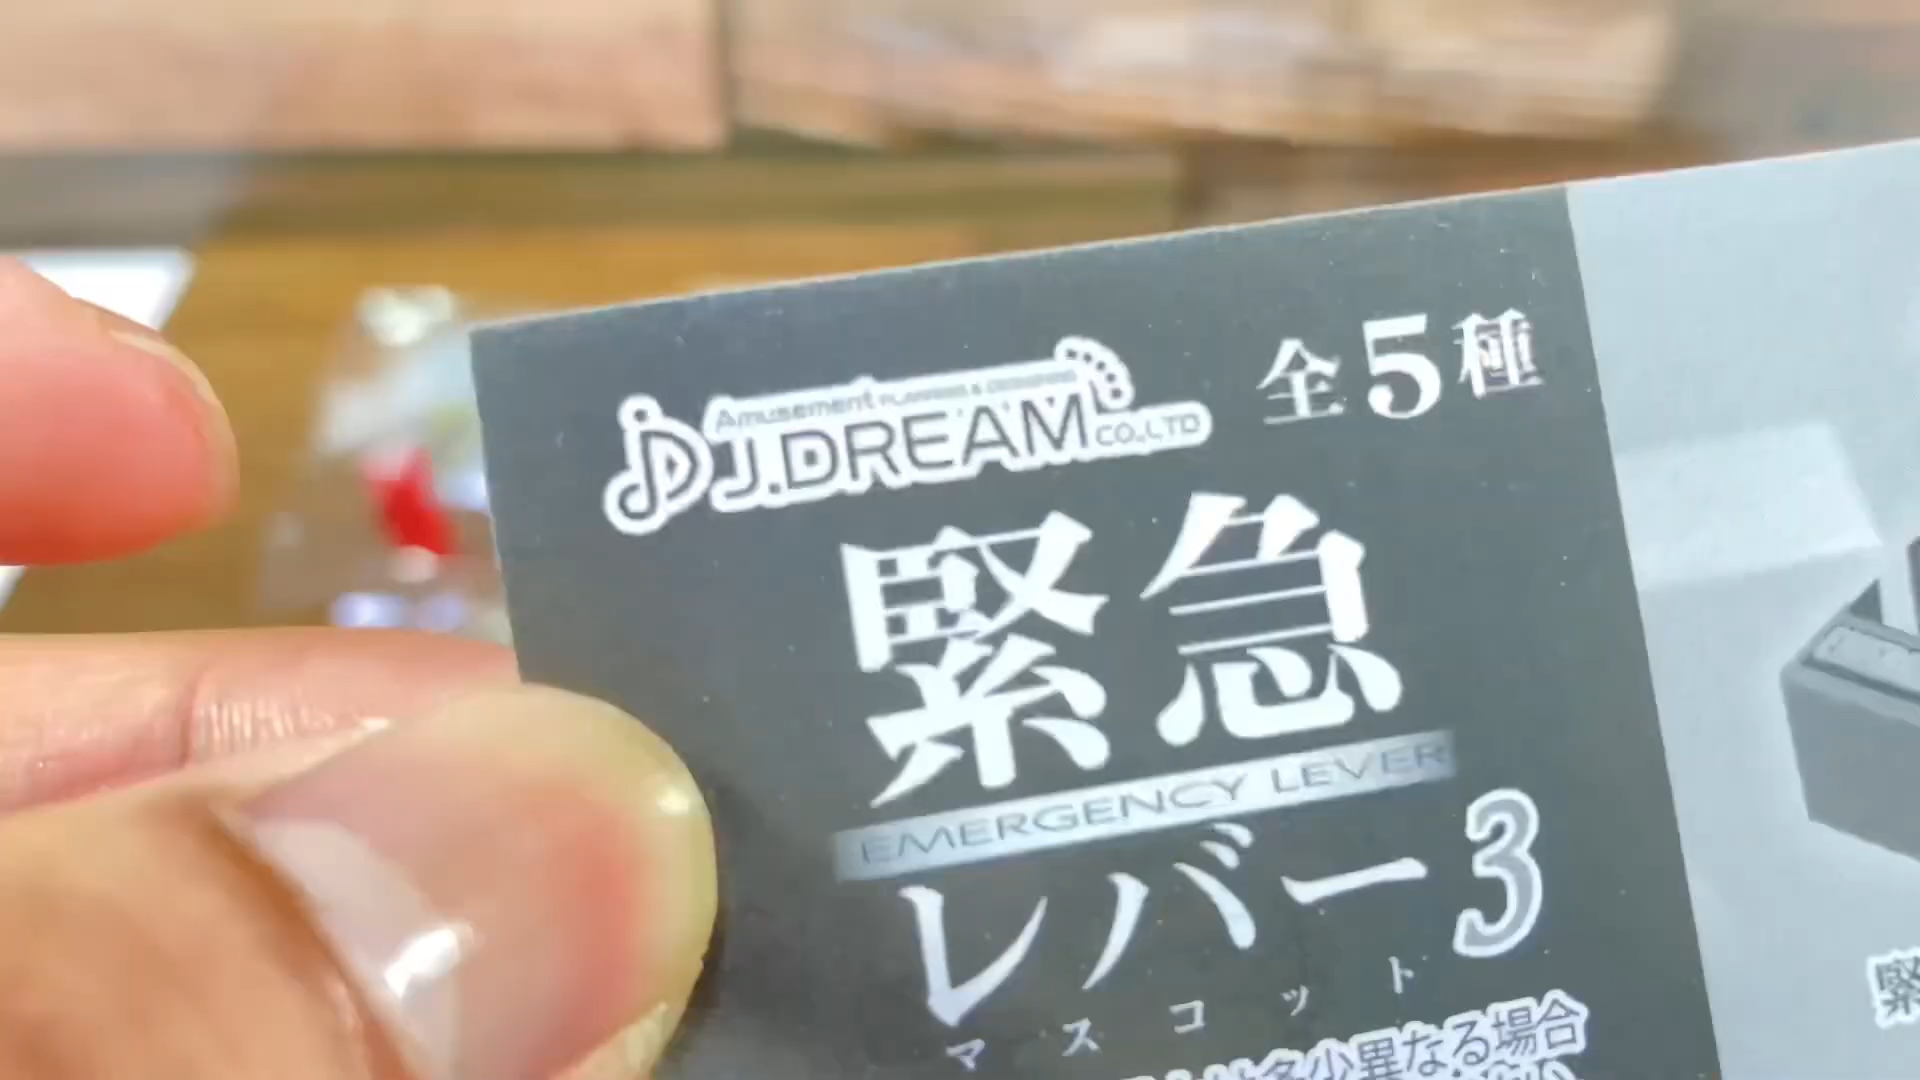 Amusement PLANNING & DESIGNING
J.DREAM CO.,LTD
全5種
緊急
EMERGENCY LEVER
レバー3
マスコット
多少異なる場合
緊